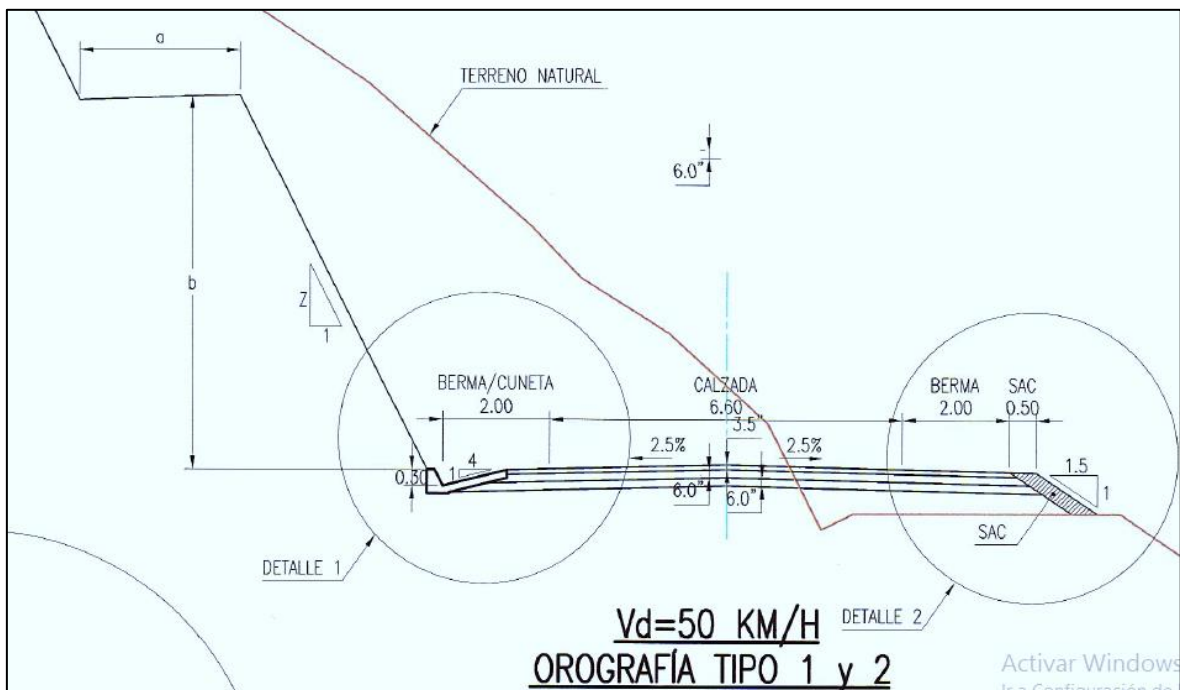 a
TERRENO NATURAL
6.0"
b
Z
1
BERMA/CUNETA
2.00
CALZADA
6.60
3.5"
BERMA
2.00
SAC
0.50
2.5%
2.5%
0.30
1
4
6.0"
6.0"
1.5
1
SAC
DETALLE 1
DETALLE 2
Vd=50 KM/H
OROGRAFÍA TIPO 1 y 2
Activar Windows